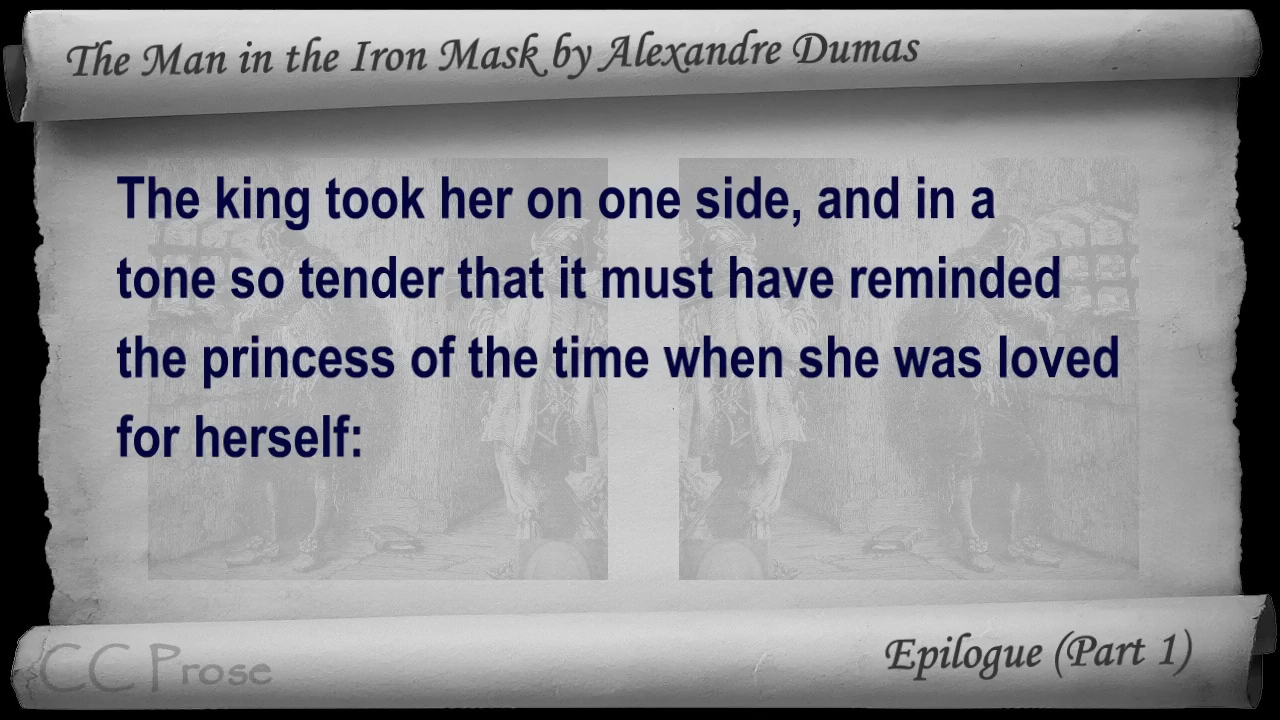 The Man in the Iron Mask by Alexandre Dumas
The king took her on one side, and in a
tone so tender that it must have reminded
the princess of the time when she was loved
for herself:
CC Prose
Epilogue (Part 1)